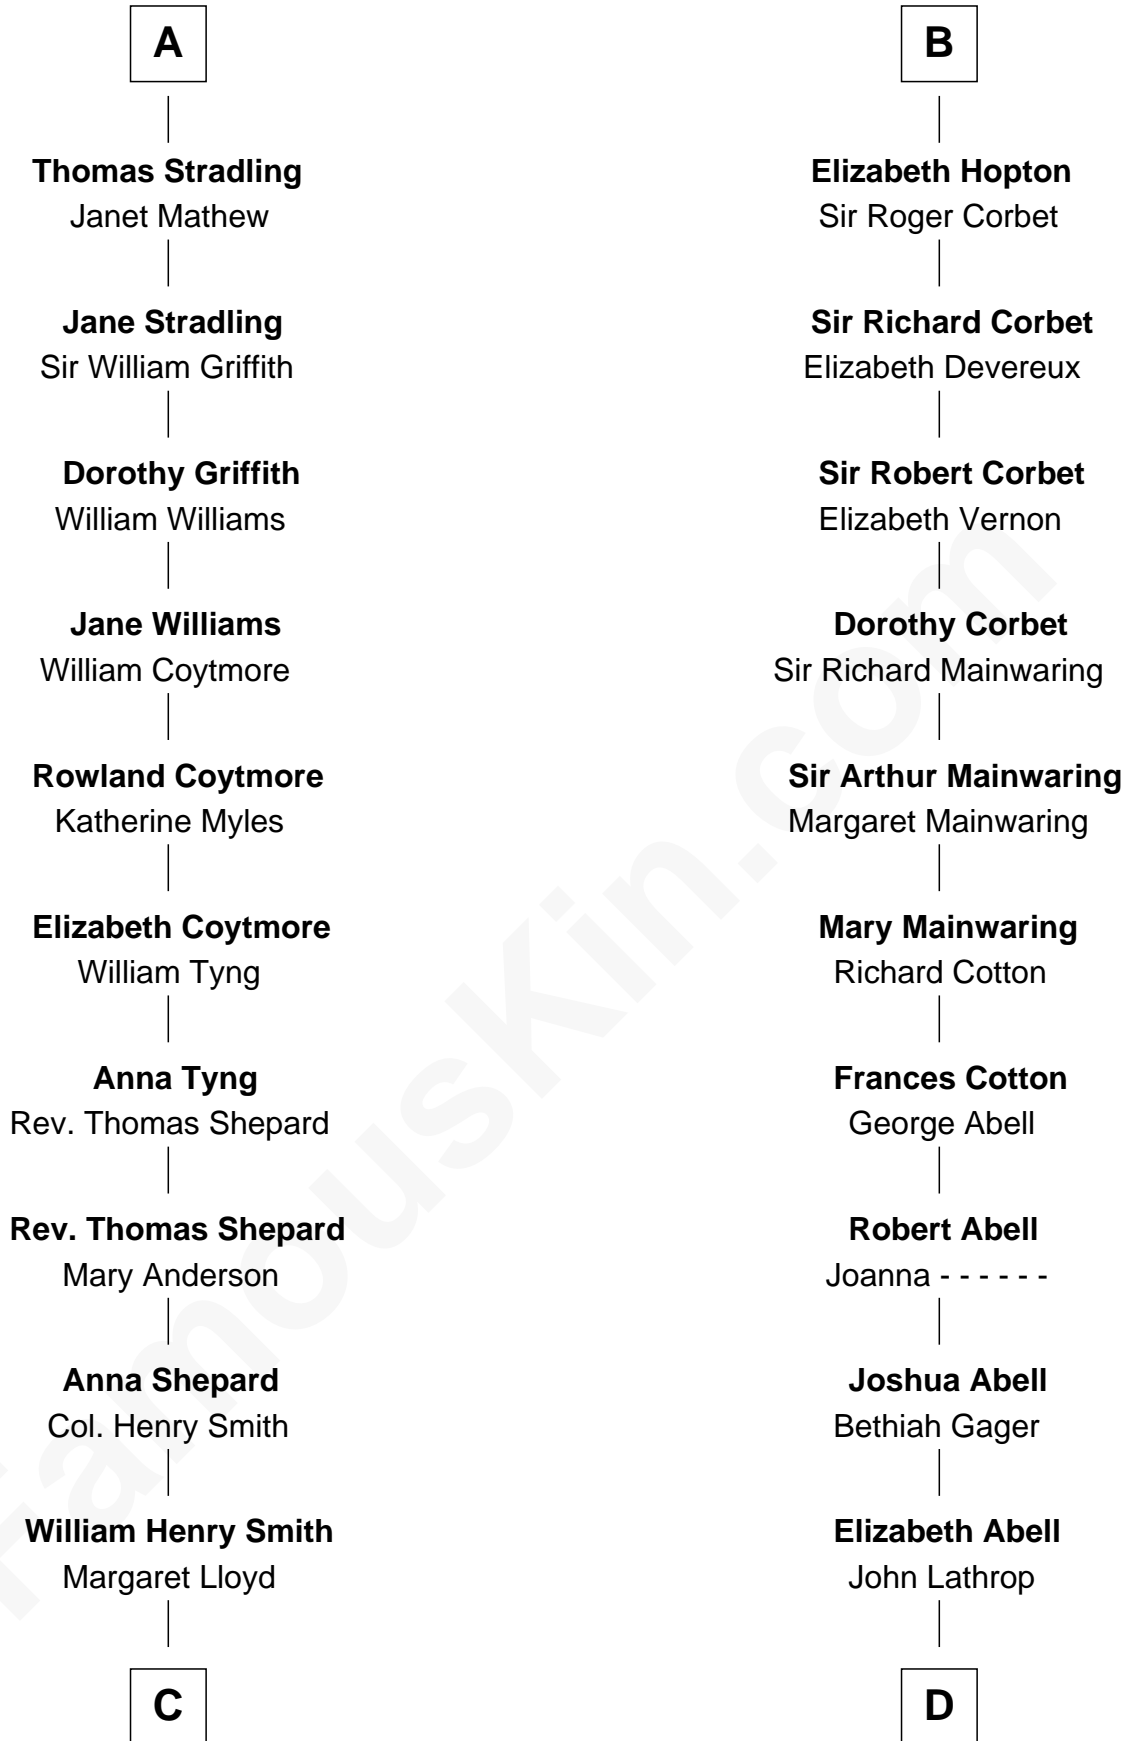 A
Thomas Stradling
Janet Mathew
Jane Stradling
Sir William Griffith
Dorothy Griffith
William Williams
Jane Williams
William Coytmore
Rowland Coytmore
Katherine Myles
Elizabeth Coytmore
William Tyng
Anna Tyng
Rev. Thomas Shepard
Rev. Thomas Shepard
Mary Anderson
Anna Shepard
Col. Henry Smith
William Henry Smith
Margaret Lloyd
C
B
Elizabeth Hopton
Sir Roger Corbet
Sir Richard Corbet
Elizabeth Devereux
Sir Robert Corbet
Elizabeth Vernon
Dorothy Corbet
Sir Richard Mainwaring
Sir Arthur Mainwaring
Margaret Mainwaring
Mary Mainwaring
Richard Cotton
Frances Cotton
George Abell
Robert Abell
Joanna - - - - - -
Joshua Abell
Bethiah Gager
Elizabeth Abell
John Lathrop
D
FamousKin.com